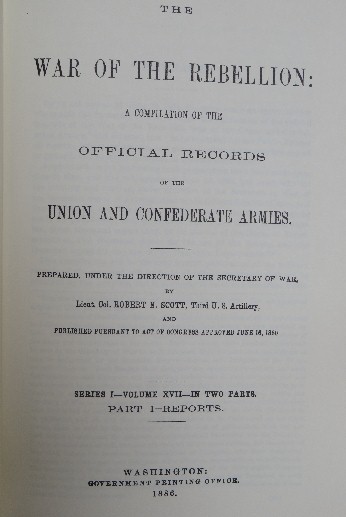 THE
WAR OF THE REBELLION:
A COMPILATION OF THE
OFFICIAL RECORDS
OF THE
UNION AND CONFEDERATE ARMIES.
PREPARED, UNDER THE DIRECTION OF THE SECRETARY OF WAR,
BY
Lieut. Col. ROBERT N. SCOTT, Third U. S. Artillery,
AND
PUBLISHED PURSUANT TO ACT OF CONGRESS APPROVED JUNE 16, 1880
SERIES I—VOLUME XVII—IN TWO PARTS.
PART I—REPORTS.
WASHINGTON:
GOVERNMENT PRINTING OFFICE.
1886.